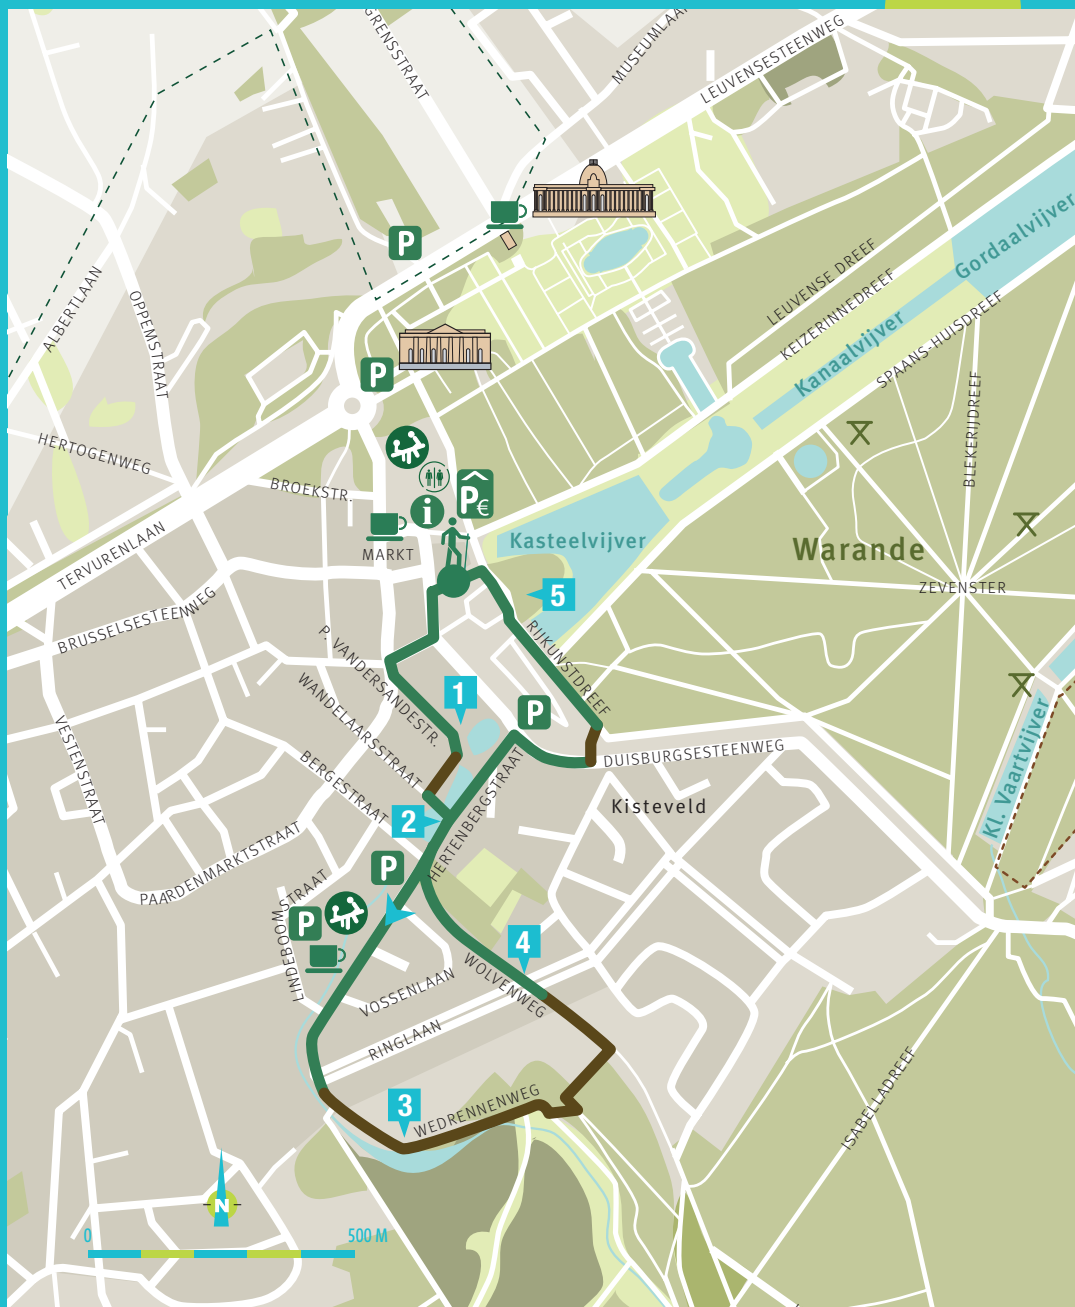 GRENSSTRAAT
MUSEUMLAAN
LEUVENSESTEENWEG
P
ALBERTLAAN
OPPEMSTRAAT
LEUVENSE DREEF
KEIZERINNEDREEF
Gordaalvijver
Kanaalvijver
SPAANS-HUISDREEF
P
HERTOGENWEG
BROEKSTR.
BLEKERIJDREEF
P€
i
MARKT
Kasteelvijver
Warande
TERVURENLAAN
ZEVENSTER
5
BRUSSELSESTEENWEG
P. VANDERSANDESTR.
RIJKUNSTDREEF
WANDELAARSSTRAAT
1
P
VESTENSTRAAT
BERGESTRAAT
DUISBURGSESTEENWEG
Kl. Vaartvijver
Kisteveld
2
HERTENBERGSTRAAT
PAARDENMARKTSTRAAT
P
LINDEBOOMSTRAAT
P
4
WOLVENWEG
VOSSENLAAN
RINGLAAN
3
WEDRENNENWEG
ISABELLADREEF
N
0
500 M